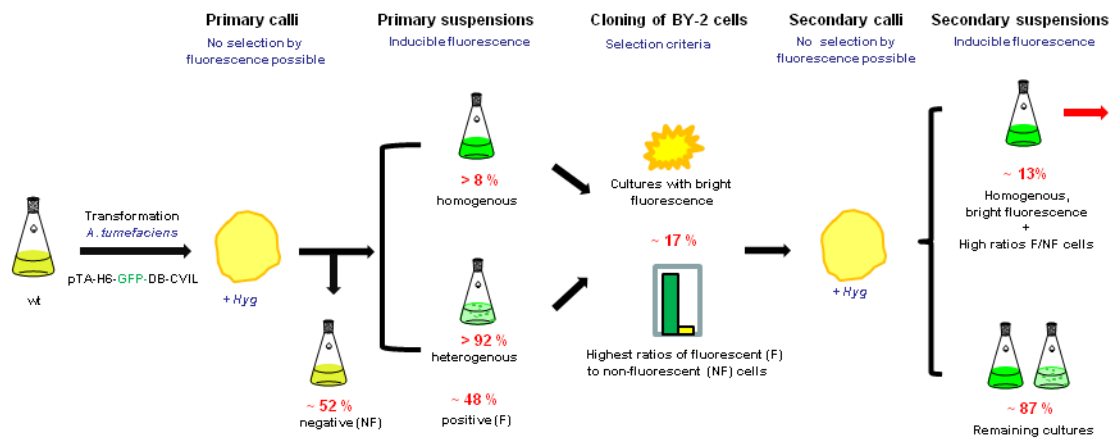 Primary calli
No selection by
fluorescence possible
Primary suspensions
Inducible fluorescence
Cloning of BY-2 cells
Selection criteria
Secondary calli
No selection by
fluorescence possible
Secondary suspensions
Inducible fluorescence
wt
Transformation
A.tumefaciens
pTA-H6-GFP-DB-CVIL
+ Hyg
~ 52 %
negative (NF)
> 8 %
homogenous
> 92 %
heterogenous
~ 48 %
positive (F)
Cultures with bright
fluorescence
~ 17 %
Highest ratios of fluorescent (F)
to non-fluorescent (NF) cells
+ Hyg
~ 13%
Homogenous,
bright fluorescence
+
High ratios F/NF cells
~ 87 %
Remaining cultures